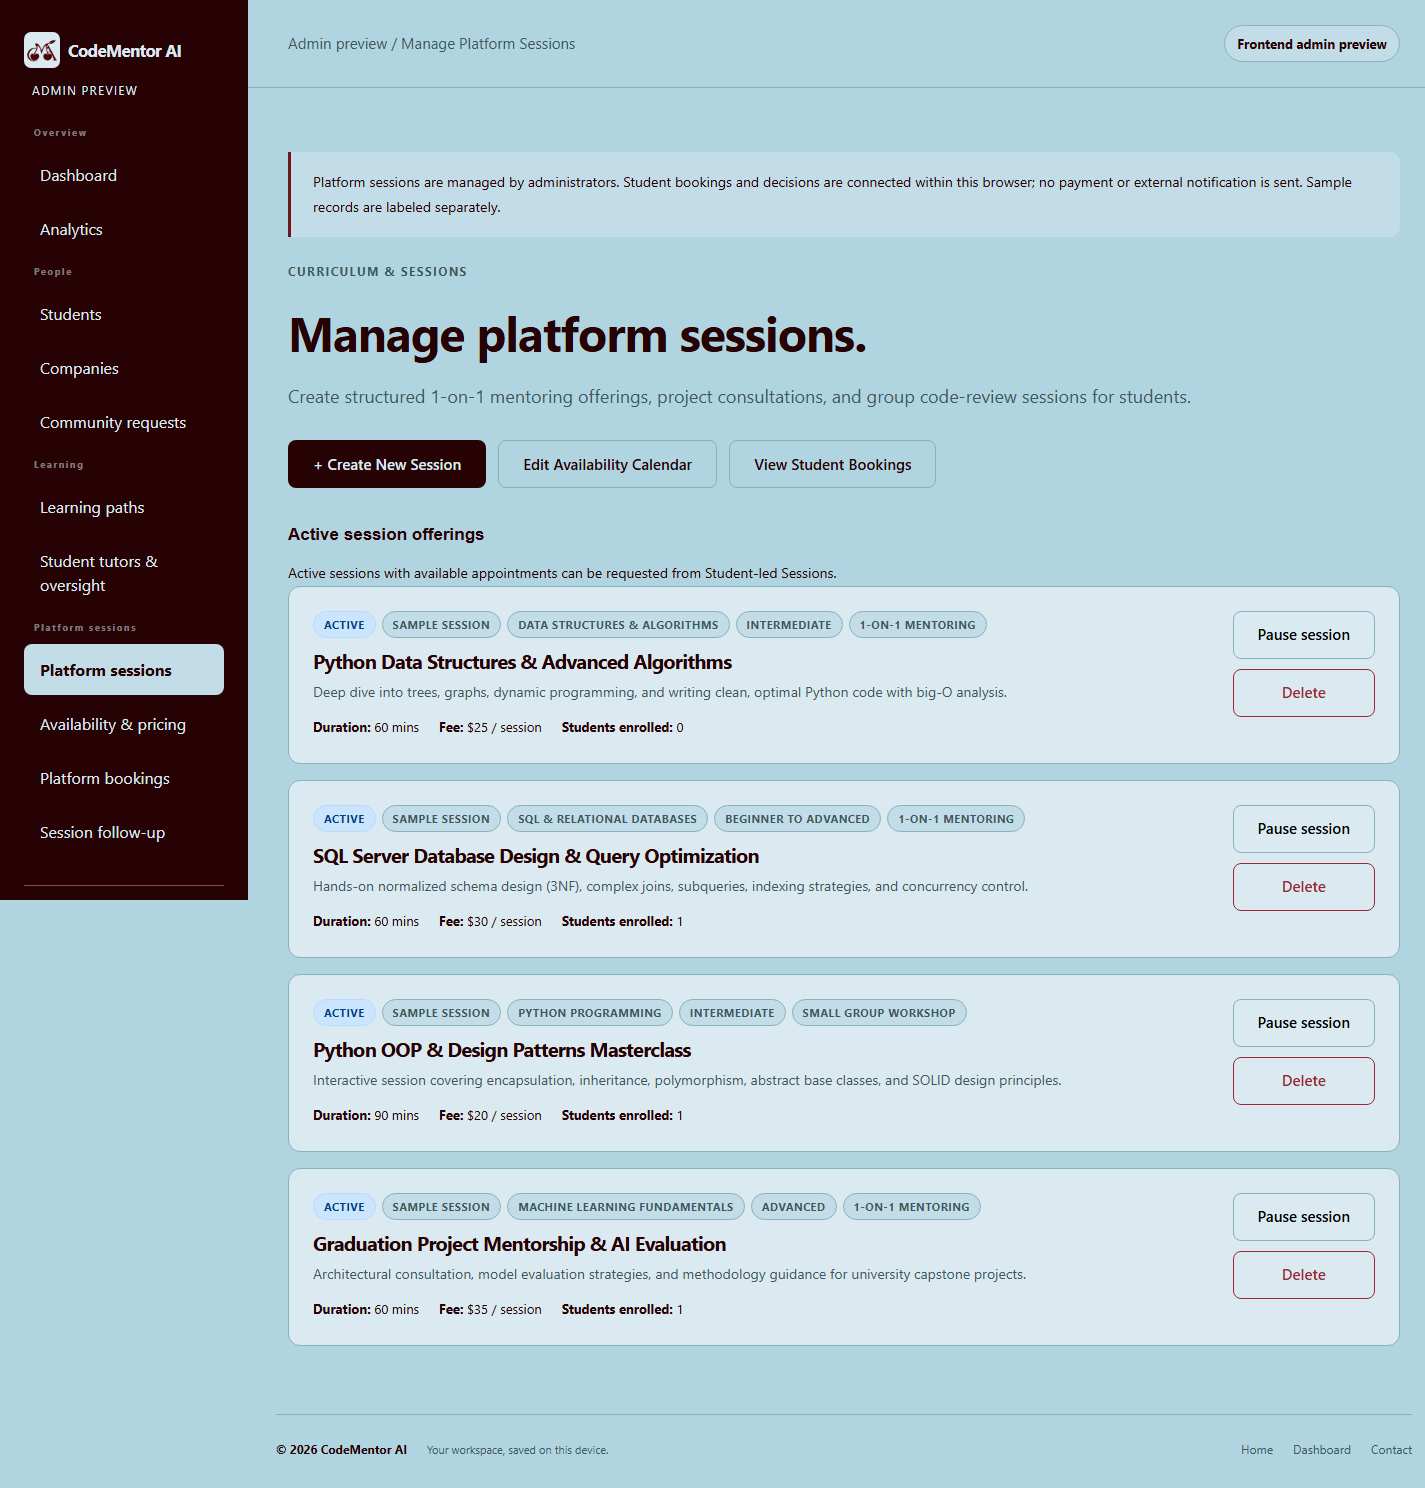 CodeMentor AI
ADMIN PREVIEW
Overview
Dashboard
Analytics
People
Students
Companies
Community requests
Learning
Learning paths
Student tutors &
oversight
Platform sessions
Platform sessions
Availability & pricing
Platform bookings
Session follow-up
Admin preview / Manage Platform Sessions
Frontend admin preview
Platform sessions are managed by administrators. Student bookings and decisions are connected within this browser; no payment or external notification is sent. Sample
records are labeled separately.
CURRICULUM & SESSIONS
Manage platform sessions.
Create structured 1-on-1 mentoring offerings, project consultations, and group code-review sessions for students.
+ Create New Session
Edit Availability Calendar
View Student Bookings
Active session offerings
Active sessions with available appointments can be requested from Student-led Sessions.
ACTIVE SAMPLE SESSION DATA STRUCTURES & ALGORITHMS INTERMEDIATE 1-ON-1 MENTORING
Python Data Structures & Advanced Algorithms
Deep dive into trees, graphs, dynamic programming, and writing clean, optimal Python code with big-O analysis.
Duration: 60 mins Fee: $25 / session Students enrolled: 0
Pause session
Delete
ACTIVE SAMPLE SESSION SQL & RELATIONAL DATABASES BEGINNER TO ADVANCED 1-ON-1 MENTORING
SQL Server Database Design & Query Optimization
Hands-on normalized schema design (3NF), complex joins, subqueries, indexing strategies, and concurrency control.
Duration: 60 mins Fee: $30 / session Students enrolled: 1
Pause session
Delete
ACTIVE SAMPLE SESSION PYTHON PROGRAMMING INTERMEDIATE SMALL GROUP WORKSHOP
Python OOP & Design Patterns Masterclass
Interactive session covering encapsulation, inheritance, polymorphism, abstract base classes, and SOLID design principles.
Duration: 90 mins Fee: $20 / session Students enrolled: 1
Pause session
Delete
ACTIVE SAMPLE SESSION MACHINE LEARNING FUNDAMENTALS ADVANCED 1-ON-1 MENTORING
Graduation Project Mentorship & AI Evaluation
Architectural consultation, model evaluation strategies, and methodology guidance for university capstone projects.
Duration: 60 mins Fee: $35 / session Students enrolled: 1
Pause session
Delete
© 2026 CodeMentor AI Your workspace, saved on this device. Home Dashboard Contact